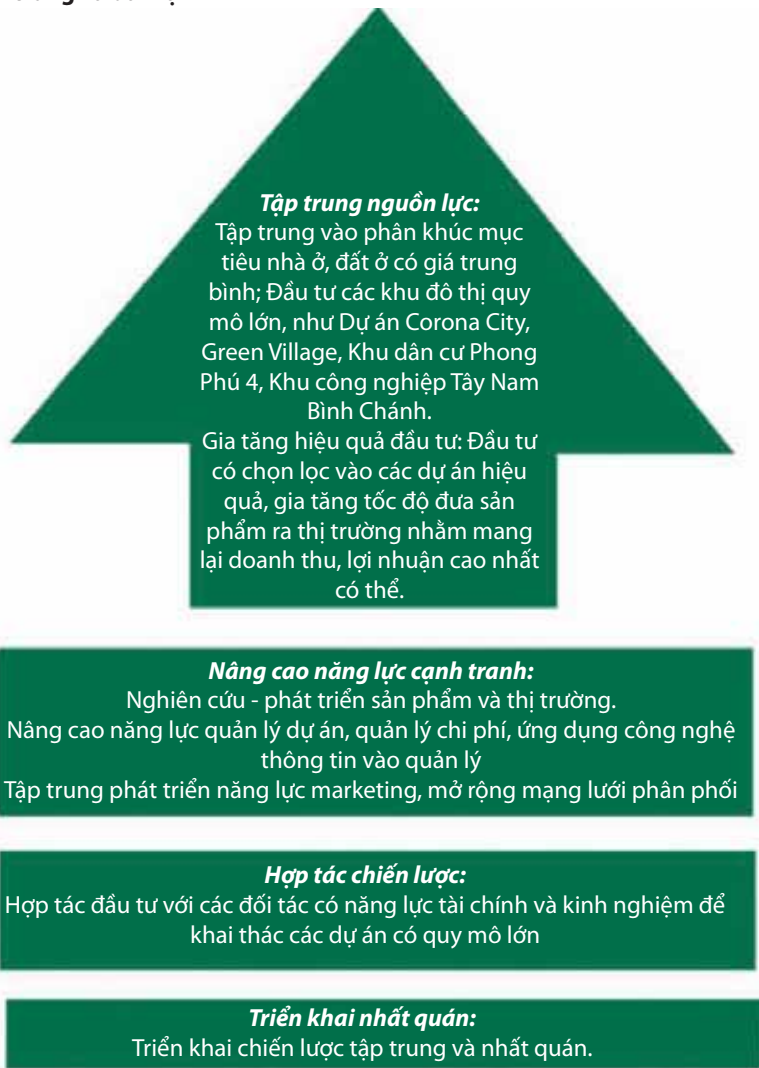 Tập trung nguồn lực:
Tập trung vào phân khúc mục
tiêu nhà ở, đất ở có giá trung
bình; Đầu tư các khu đô thị quy
mô lớn, như Dự án Corona City,
Green Village, Khu dân cư Phong
Phú 4, Khu công nghiệp Tây Nam
Bình Chánh.
Gia tăng hiệu quả đầu tư: Đầu tư
có chọn lọc vào các dự án hiệu
quả, gia tăng tốc độ đưa sản
phẩm ra thị trường nhằm mang
lại doanh thu, lợi nhuận cao nhất
có thể.
Nâng cao năng lực cạnh tranh:
Nghiên cứu - phát triển sản phẩm và thị trường.
Nâng cao năng lực quản lý dự án, quản lý chi phí, ứng dụng công nghệ
thông tin vào quản lý
Tập trung phát triển năng lực marketing, mở rộng mạng lưới phân phối
Hợp tác chiến lược:
Hợp tác đầu tư với các đối tác có năng lực tài chính và kinh nghiệm để
khai thác các dự án có quy mô lớn
Triển khai nhất quán:
Triển khai chiến lược tập trung và nhất quán.